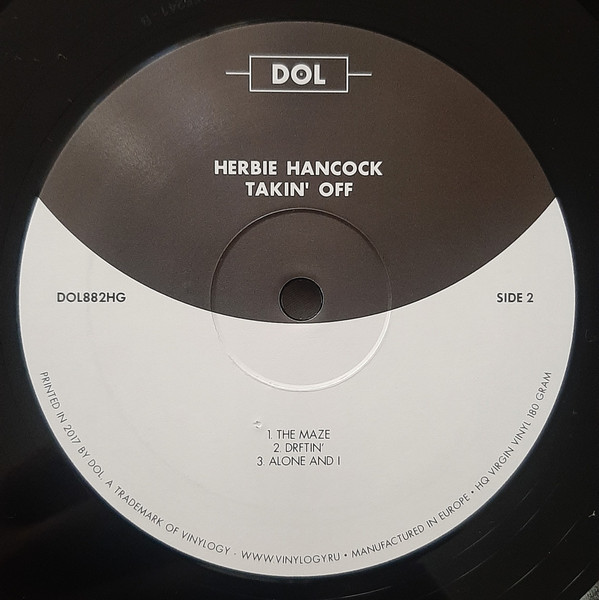 DOL
HERBIE HANCOCK
TAKIN' OFF
DOL882HG
SIDE 2
1. THE MAZE
2. DRFTIN'
3. ALONE AND I
PRINTED IN 2017 BY DOL, A TRADEMARK OF VINYLOGY - WWW.VINYLOGY.RU • MANUFACTURED IN EUROPE • HQ VIRGIN VINYL 180 GRAM